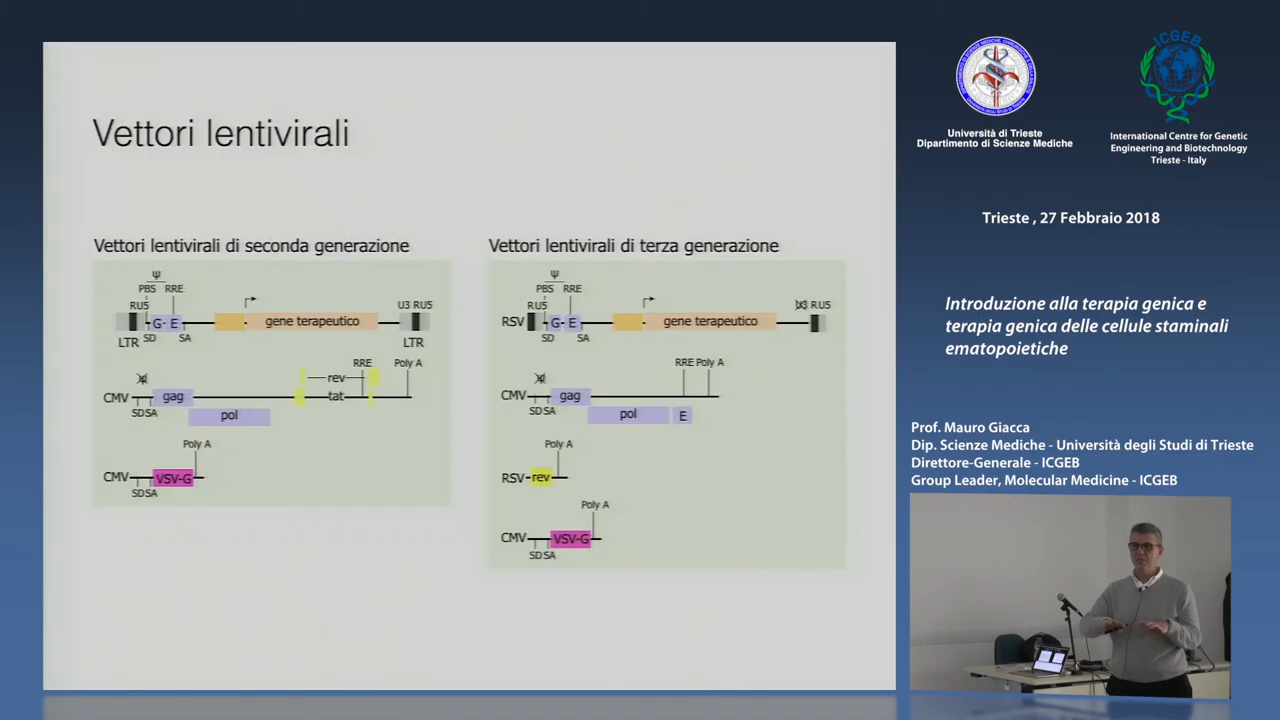 Vettori lentivirali
Vettori lentivirali di seconda generazione
Ψ
PBS RRE
RU5
U3 RU5
G· E
gene terapeutico
LTR
SD
SA
LTR
Ψ
rev
RRE
Poly A
CMV
gag
tat
SD SA
pol
Poly A
CMV
VSV-G
SD SA
Vettori lentivirali di terza generazione
Ψ
PBS RRE
RU5
U3 RU5
RSV
G· E
gene terapeutico
SD
SA
Ψ
RRE Poly A
CMV
gag
SD SA
pol
E
Poly A
RSV
rev
Poly A
CMV
VSV-G
SD SA
ICGEB
Università di Trieste
Dipartimento di Scienze Mediche
International Centre for Genetic
Engineering and Biotechnology
Trieste - Italy
Trieste , 27 Febbraio 2018
Introduzione alla terapia genica e
terapia genica delle cellule staminali
ematopoietiche
Prof. Mauro Giacca
Dip. Scienze Mediche - Università degli Studi di Trieste
Direttore-Generale - ICGEB
Group Leader, Molecular Medicine - ICGEB